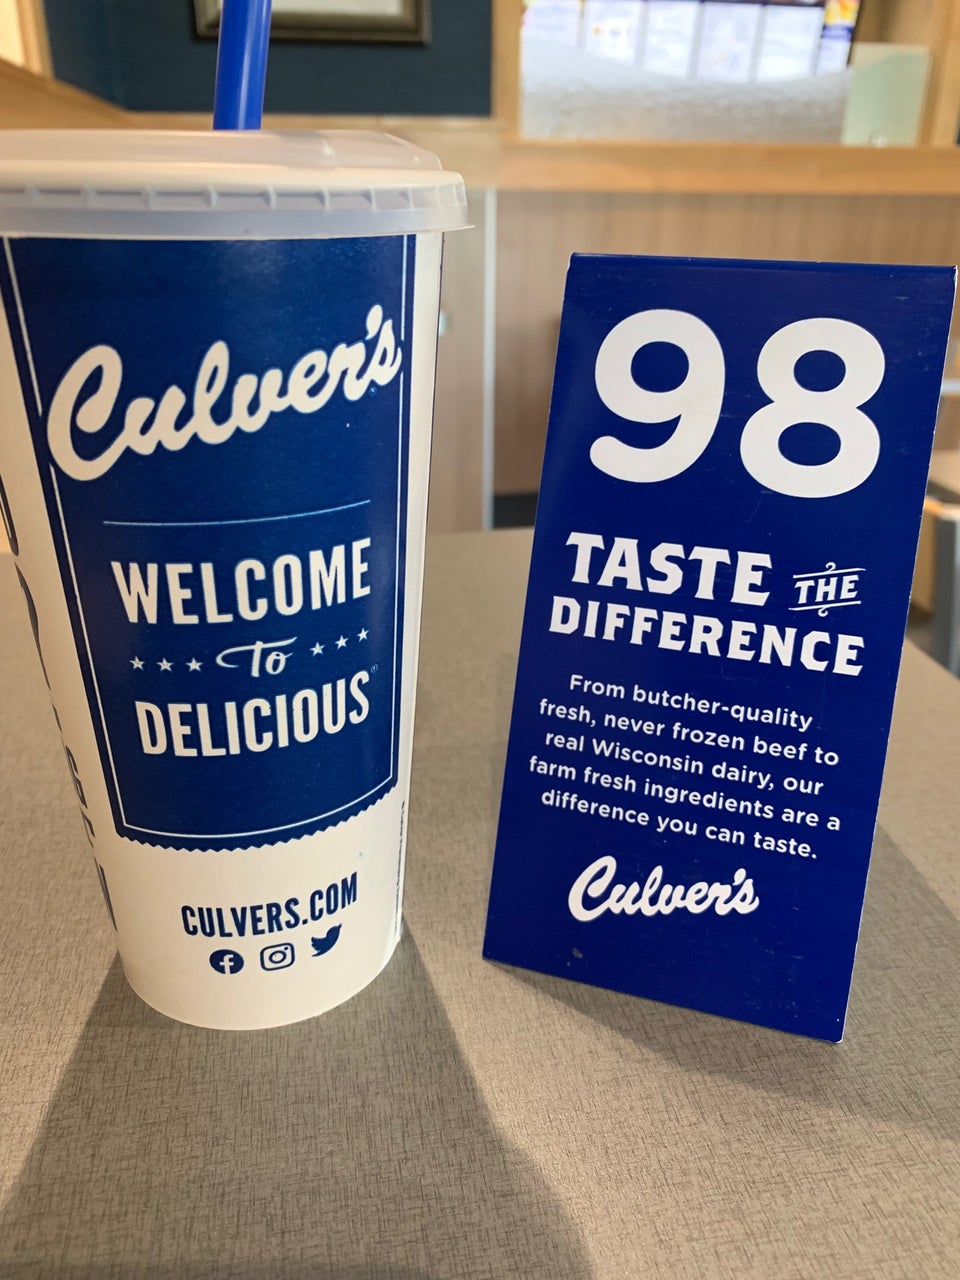 Culver's
WELCOME
to
DELICIOUS®
CULVERS.COM
98
TASTE THE
DIFFERENCE
From butcher-quality
fresh, never frozen beef to
real Wisconsin dairy, our
farm fresh ingredients are a
difference you can taste.
Culver's